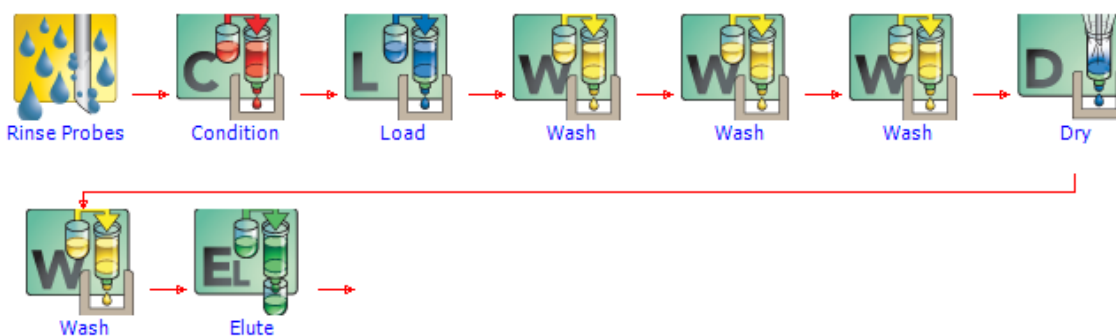 Rinse Probes
C
Condition
L
Load
W
Wash
W
Wash
W
Wash
D
Dry
W
Wash
EL
Elute